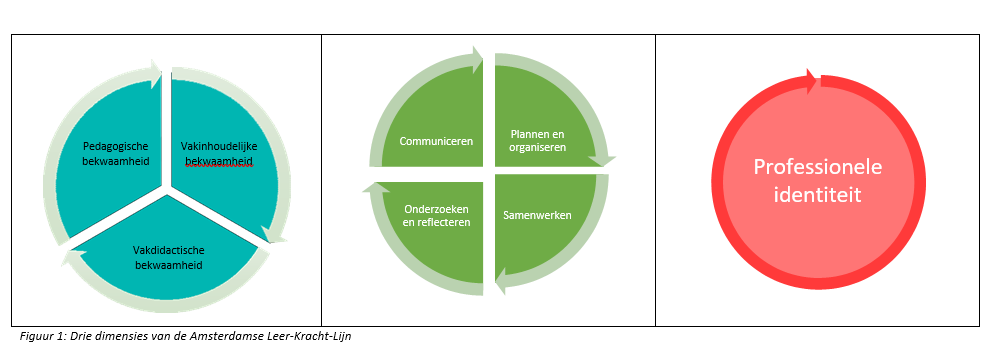 Pedagogische
bekwaamheid
Vakinhoudelijke
bekwaamheid
Vakdidactische
bekwaamheid
Communiceren
Plannen en
organiseren
Onderzoeken
en reflecteren
Samenwerken
Professionele
identiteit
Figuur 1: Drie dimensies van de Amsterdamse Leer-Kracht-Lijn